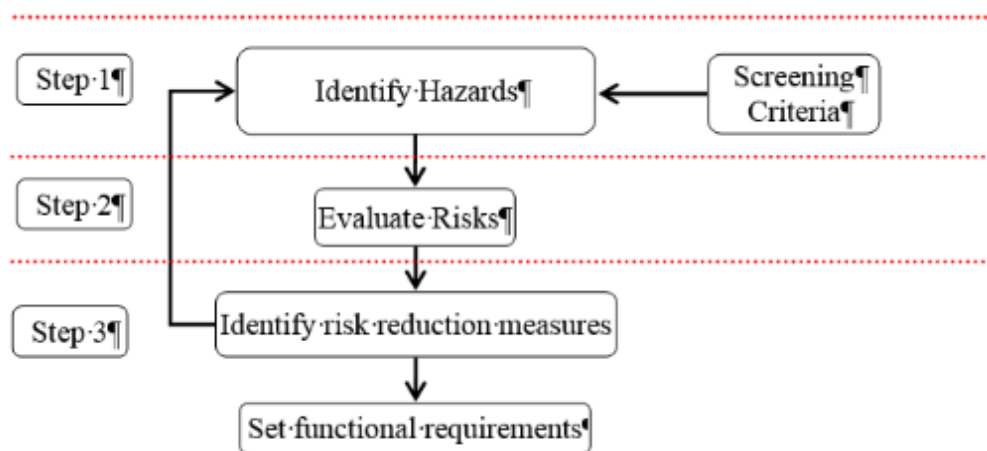 Step·1¶
Identify·Hazards¶
Screening¶
Criteria¶
Step·2¶
Evaluate·Risks¶
Step·3¶
Identify·risk·reduction·measures
Set·functional·requirements¶